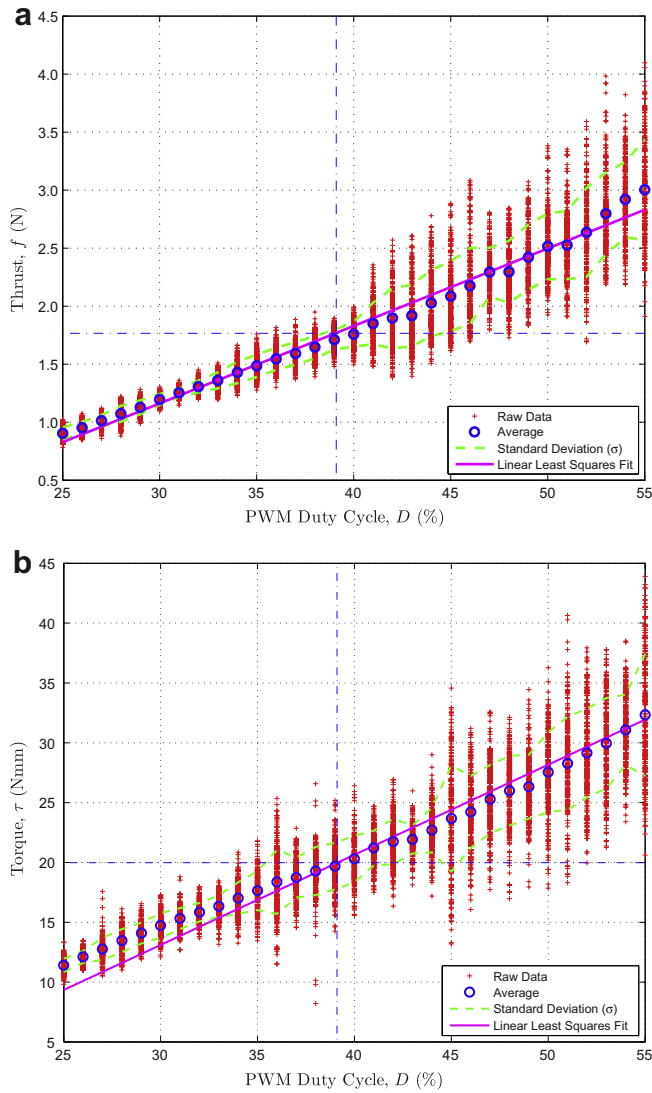 a
4.5
4.0
3.5
3.0
2.5
2.0
1.5
1.0
0.5
Thrust, f (N)
Raw Data
Average
Standard Deviation (σ)
Linear Least Squares Fit
25 30 35 40 45 50 55
PWM Duty Cycle, D (%)
b
45
40
35
30
25
20
15
10
5
Torque, τ (Nmm)
Raw Data
Average
Standard Deviation (σ)
Linear Least Squares Fit
25 30 35 40 45 50 55
PWM Duty Cycle, D (%)